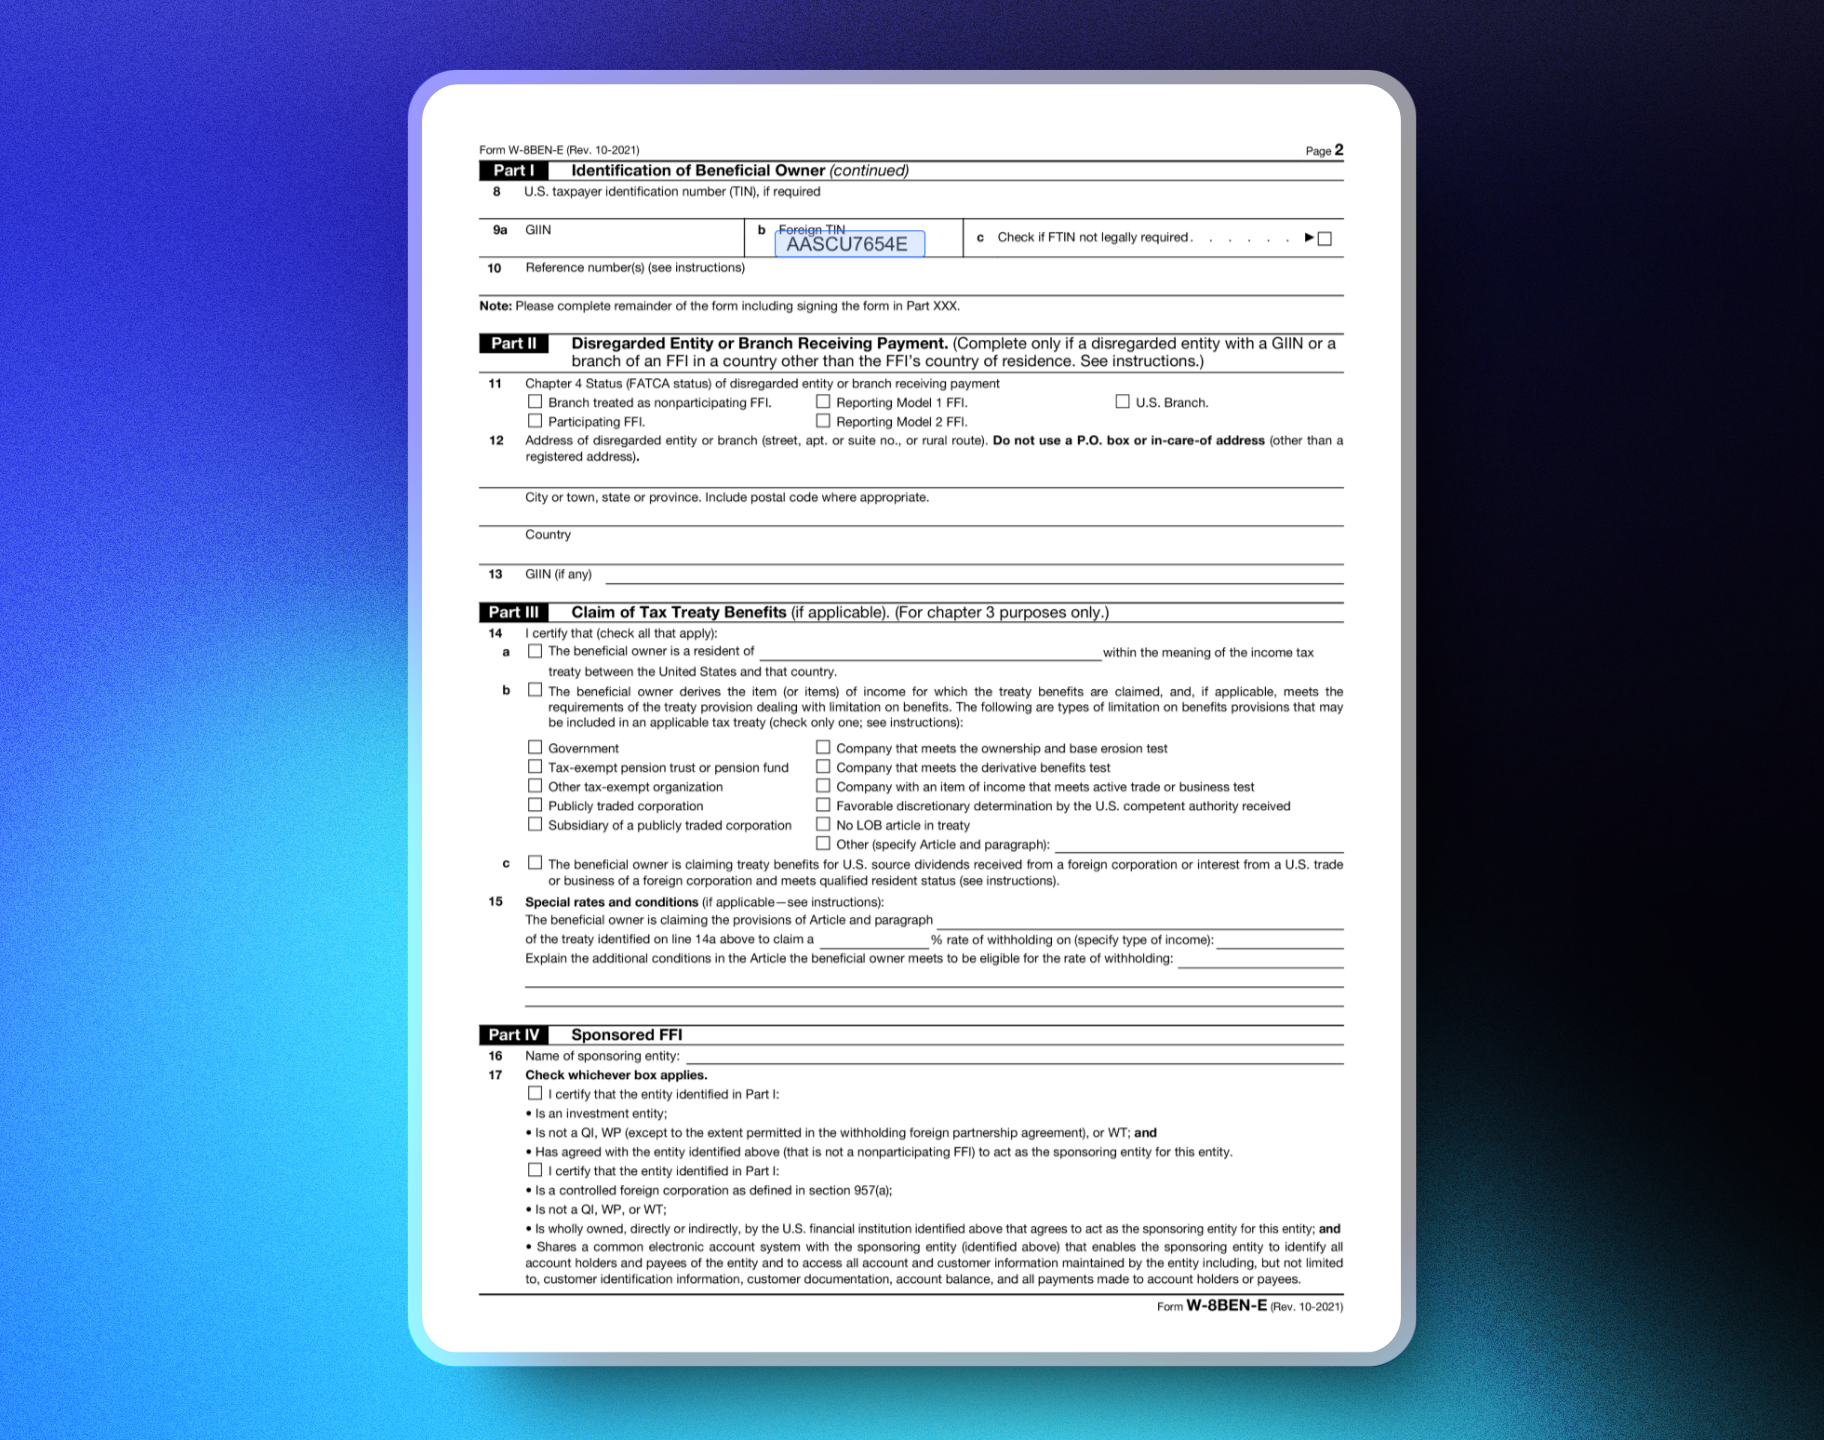 Form W-8BEN-E (Rev. 10-2021) Page 2
Part I Identification of Beneficial Owner (continued)
8 U.S. taxpayer identification number (TIN), if required
9a GIIN b Foreign TIN c Check if FTIN not legally required. . . . . . ▶
AASCU7654E
10 Reference number(s) (see instructions)
Note: Please complete remainder of the form including signing the form in Part XXX.
Part II Disregarded Entity or Branch Receiving Payment. (Complete only if a disregarded entity with a GIIN or a
branch of an FFI in a country other than the FFI's country of residence. See instructions.)
11 Chapter 4 Status (FATCA status) of disregarded entity or branch receiving payment
Branch treated as nonparticipating FFI. Reporting Model 1 FFI. U.S. Branch.
Participating FFI. Reporting Model 2 FFI.
12 Address of disregarded entity or branch (street, apt. or suite no., or rural route). Do not use a P.O. box or in-care-of address (other than a
registered address).
City or town, state or province. Include postal code where appropriate.
Country
13 GIIN (if any)
Part III Claim of Tax Treaty Benefits (if applicable). (For chapter 3 purposes only.)
14 I certify that (check all that apply):
a The beneficial owner is a resident of within the meaning of the income tax
treaty between the United States and that country.
b The beneficial owner derives the item (or items) of income for which the treaty benefits are claimed, and, if applicable, meets the
requirements of the treaty provision dealing with limitation on benefits. The following are types of limitation on benefits provisions that may
be included in an applicable tax treaty (check only one; see instructions):
Government Company that meets the ownership and base erosion test
Tax-exempt pension trust or pension fund Company that meets the derivative benefits test
Other tax-exempt organization Company with an item of income that meets active trade or business test
Publicly traded corporation Favorable discretionary determination by the U.S. competent authority received
Subsidiary of a publicly traded corporation No LOB article in treaty
Other (specify Article and paragraph):
c The beneficial owner is claiming treaty benefits for U.S. source dividends received from a foreign corporation or interest from a U.S. trade
or business of a foreign corporation and meets qualified resident status (see instructions).
15 Special rates and conditions (if applicable—see instructions):
The beneficial owner is claiming the provisions of Article and paragraph
of the treaty identified on line 14a above to claim a % rate of withholding on (specify type of income):
Explain the additional conditions in the Article the beneficial owner meets to be eligible for the rate of withholding:
Part IV Sponsored FFI
16 Name of sponsoring entity:
17 Check whichever box applies.
I certify that the entity identified in Part I:
• Is an investment entity;
• Is not a QI, WP (except to the extent permitted in the withholding foreign partnership agreement), or WT; and
• Has agreed with the entity identified above (that is not a nonparticipating FFI) to act as the sponsoring entity for this entity.
I certify that the entity identified in Part I:
• Is a controlled foreign corporation as defined in section 957(a);
• Is not a QI, WP, or WT;
• Is wholly owned, directly or indirectly, by the U.S. financial institution identified above that agrees to act as the sponsoring entity for this entity; and
• Shares a common electronic account system with the sponsoring entity (identified above) that enables the sponsoring entity to identify all
account holders and payees of the entity and to access all account and customer information maintained by the entity including, but not limited
to, customer identification information, customer documentation, account balance, and all payments made to account holders or payees.
Form W-8BEN-E (Rev. 10-2021)